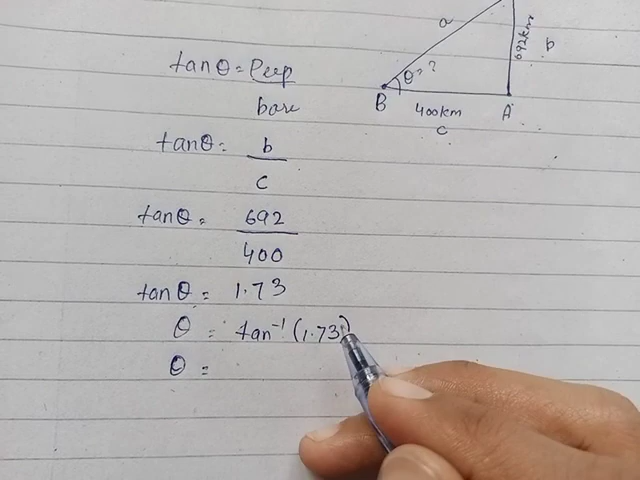 a
692km
b
θ = ?
B
400km
A
c
tanθ = Perp
base
tanθ = b
c
tanθ = 692
400
tanθ = 1.73
θ = tan⁻¹ (1.73)
θ =